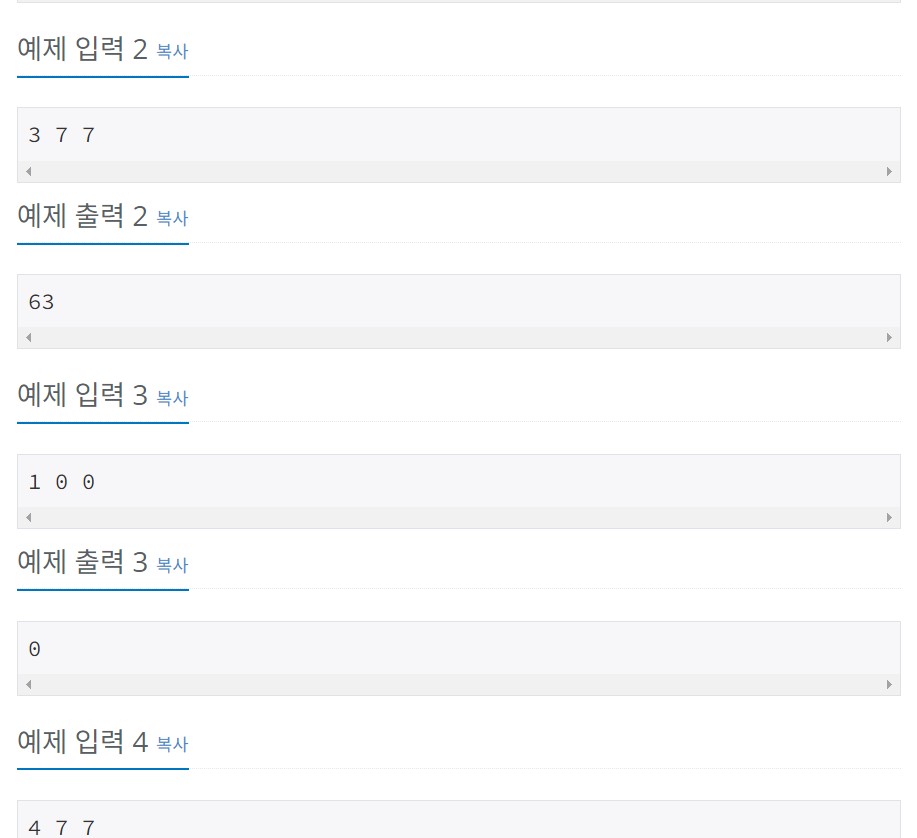 예제 입력 2 복사
3 7 7
예제 출력 2 복사
63
예제 입력 3 복사
1 0 0
예제 출력 3 복사
0
예제 입력 4 복사
4 7 7